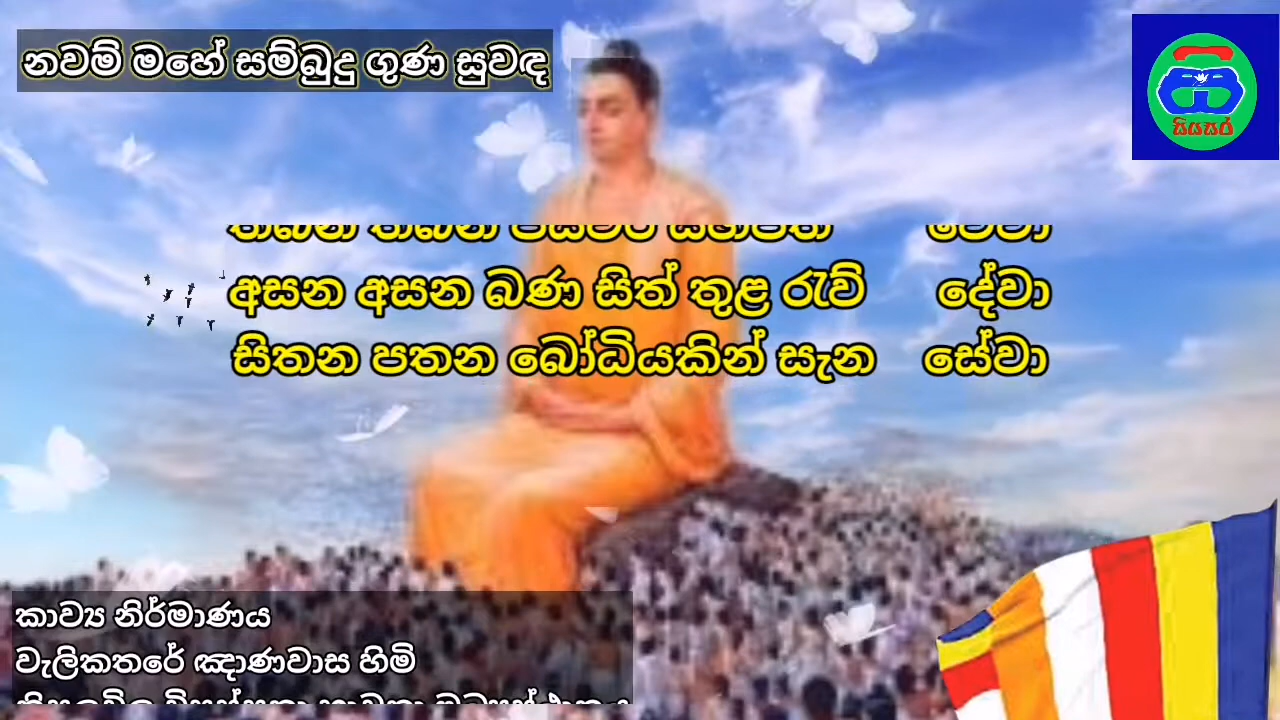 නවම් මහේ සම්බුදු ගුණ සුවඳ
සියසර
අසන අසන බණ සිත් තුළ රැව් දේවා
සිතන පතන බෝධියකින් සැන සේවා
කාව්‍ය නිර්මාණය
වැලිකතරේ ඤාණවාස හිමි